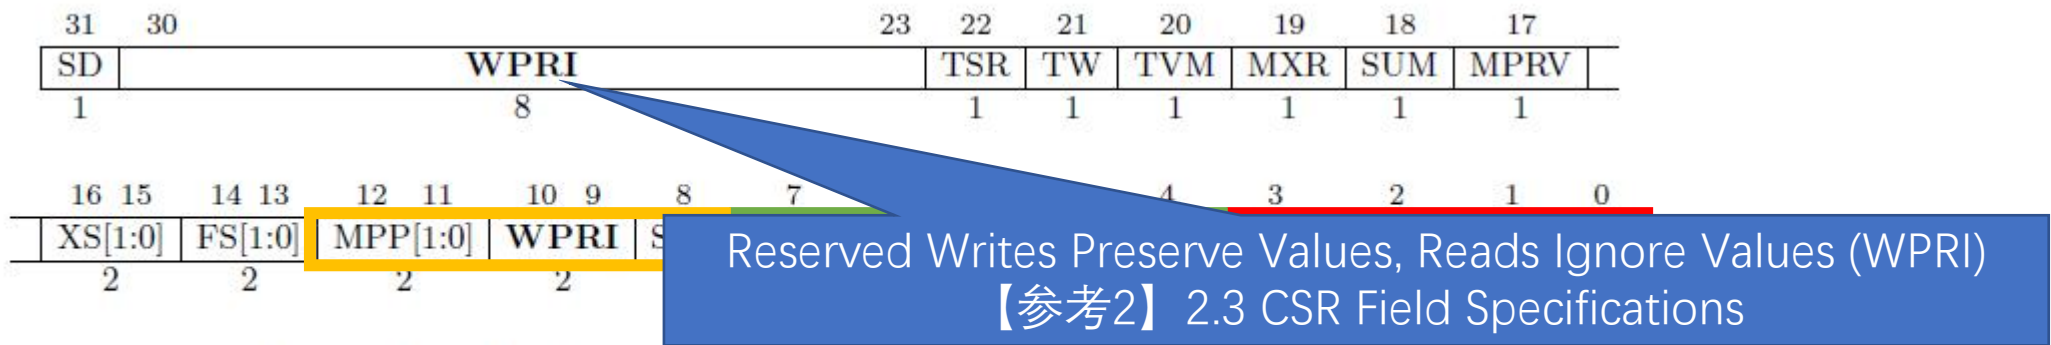 31 30 23 22 21 20 19 18 17
SD WPRI TSR TW TVM MXR SUM MPRV
1 8 1 1 1 1 1 1
16 15 14 13 12 11 10 9 8 7 4 3 2 1 0
XS[1:0] FS[1:0] MPP[1:0] WPRI S
2 2 2 2
Reserved Writes Preserve Values, Reads Ignore Values (WPRI)
【参考2】2.3 CSR Field Specifications